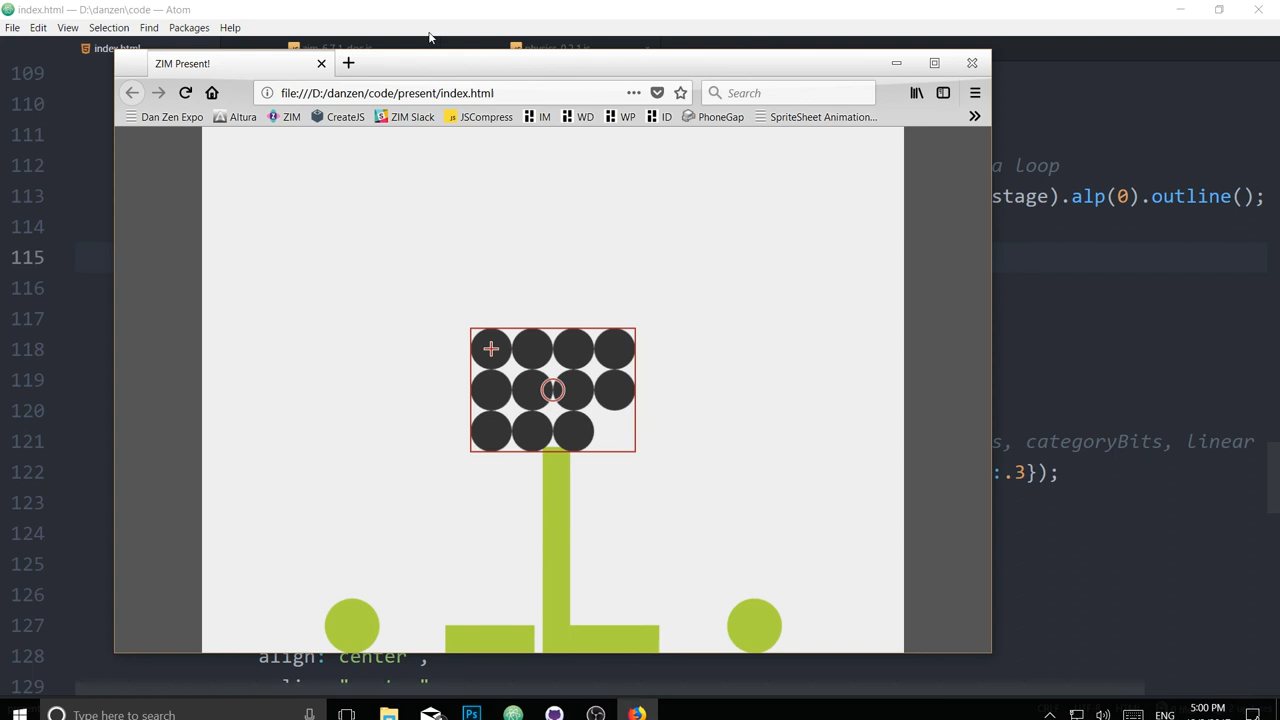 index.html — D:\danzen\code — Atom
File Edit View Selection Find Packages Help
index.html
ZIM Present!
file:///D:/danzen/code/present/index.html
Search
Dan Zen Expo Altura ZIM CreateJS ZIM Slack JSCompress IM WD WP ID PhoneGap SpriteSheet Animation...
109
110
111
112 a loop
113 stage).alp(0).outline();
114
115
116
117
118
119
120
121 s, categoryBits, linear
122 :.3});
123
124
125
126
127
128 align: center ,
129
Type here to search
ENG
5:00 PM